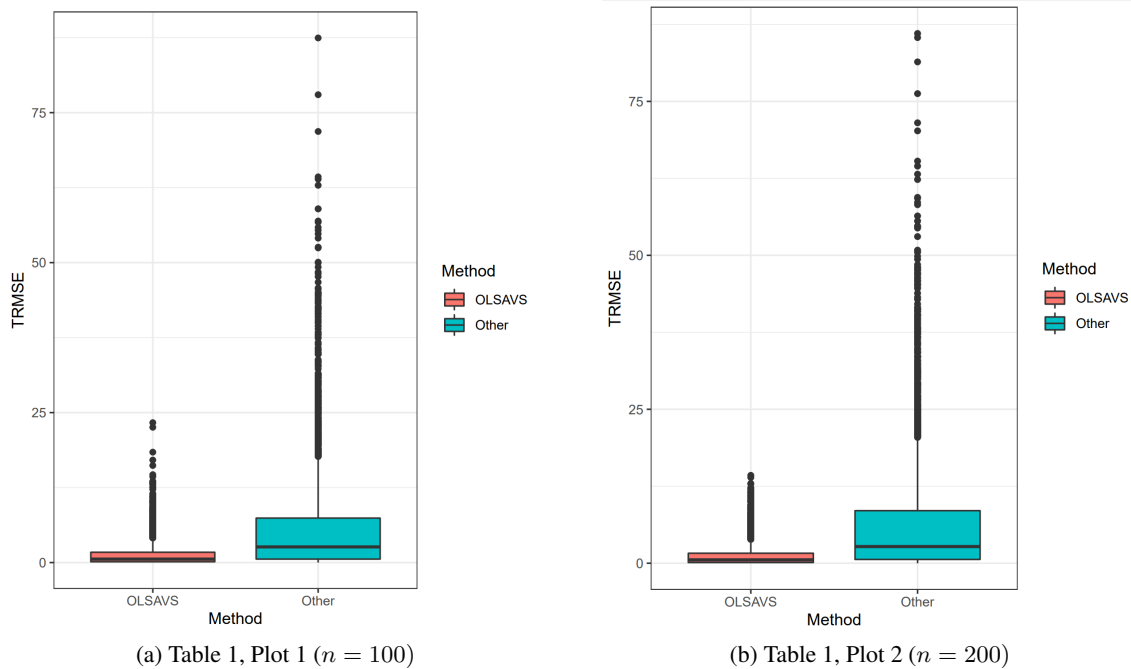 75
50
25
0
TRMSE
OLSAVS
Other
Method
Method
OLSAVS
Other
(a) Table 1, Plot 1 (n = 100)
75
50
25
0
TRMSE
OLSAVS
Other
Method
Method
OLSAVS
Other
(b) Table 1, Plot 2 (n = 200)